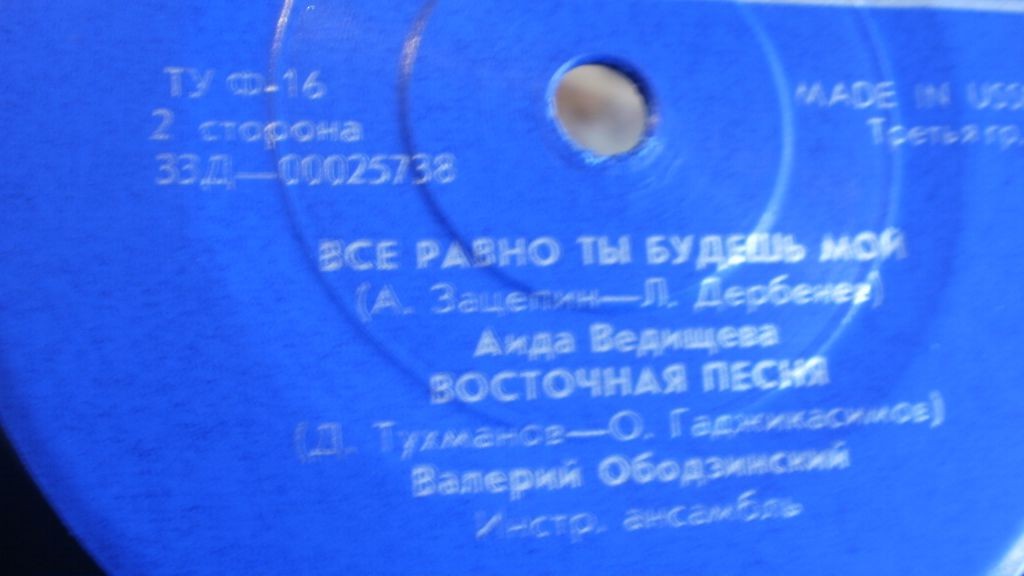 ТУ Ф-16
MADE IN USS
2 сторона
Третья гр.
33Д—00025738
ВСЕ РАВНО ТЫ БУДЕШЬ МОЙ
(А. Зацепин—Л. Дербенев)
Аида Ведищева
ВОСТОЧНАЯ ПЕСНЯ
(Д. Тухманов—О. Гаджикасимов)
Валерий Ободзинский
Инстр. ансамбль